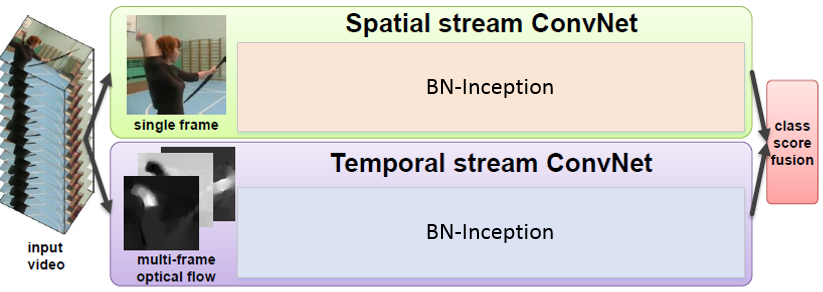 Spatial stream ConvNet
BN-Inception
single frame
Temporal stream ConvNet
BN-Inception
multi-frame
optical flow
input
video
class
score
fusion